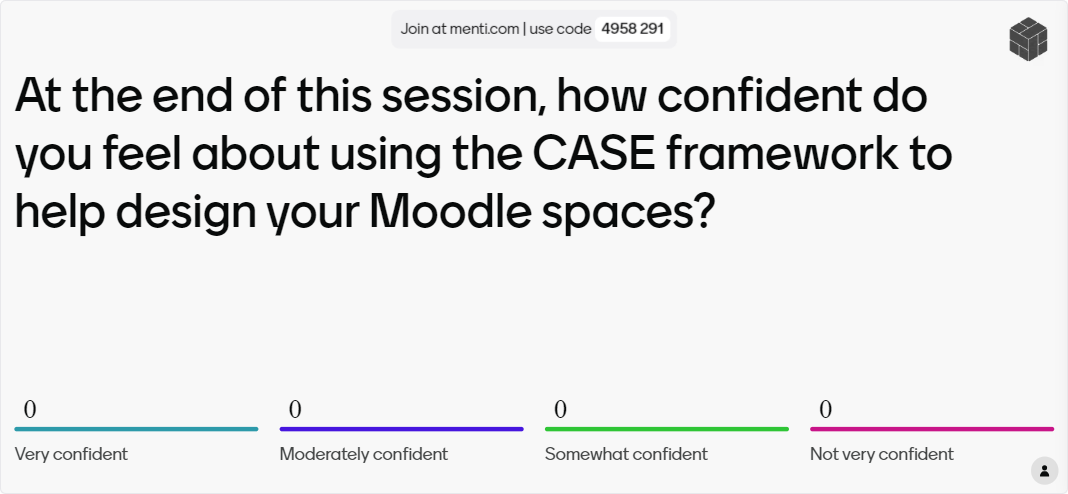 Join at menti.com | use code 4958 291
At the end of this session, how confident do
you feel about using the CASE framework to
help design your Moodle spaces?
0 0 0 0
Very confident Moderately confident Somewhat confident Not very confident